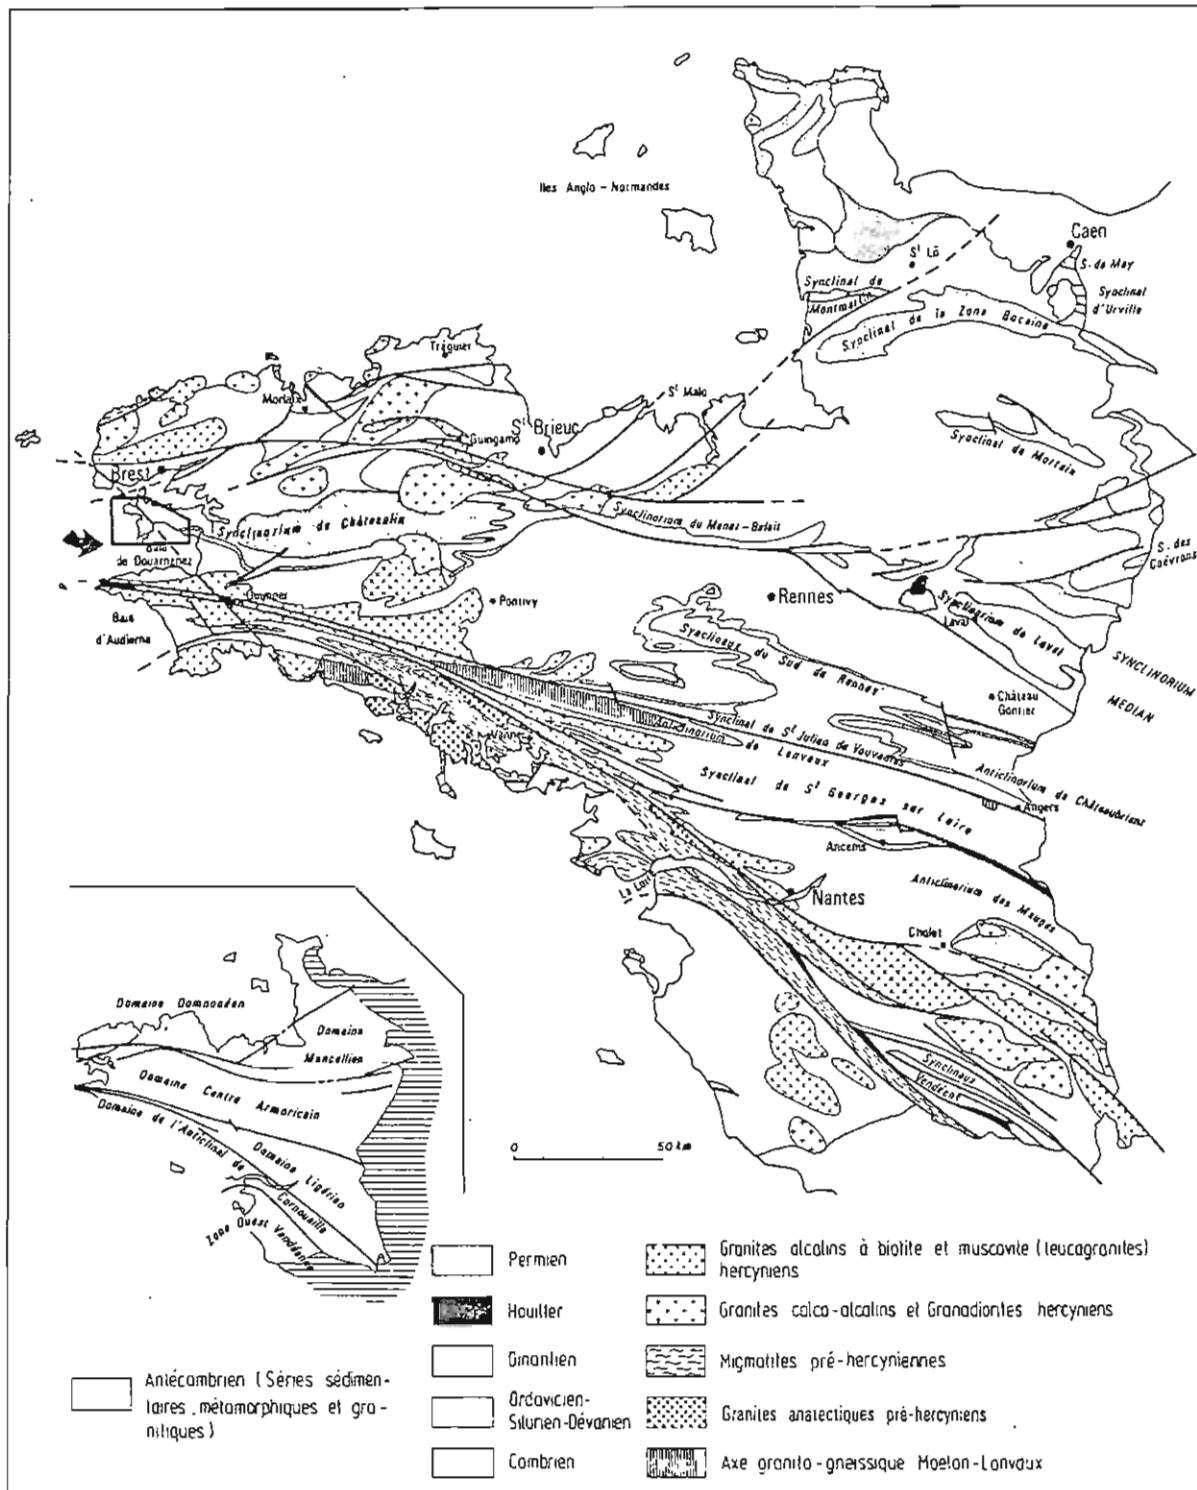 Iles Anglo - Normandes
Caen
S. de May
Synclinal
d'Urville
St Lô
Synclinal de
Montmartin
Synclinal de la Zone Bocaine
Tréguier
Morlaix
St Malo
St Brieuc
Guingamp
Synclinal de Mortain
Brest
Synclinorium de Châteaulin
Synclinorium du Menez-Belair
S. des
Coëvrons
Baie
de Douarnenez
Quimper
Pontivy
Rennes
Baie
d'Audierne
Laval
Synclinorium de Laval
Synclinaux du Sud de Rennes
SYNCLINORIUM
MÉDIAN
Château
Gontier
Synclinal de St Julien de Vouvantes
de Lanvaux
Vannes
Anticlinorium de Châteaubriant
Synclinal de St Georges sur Loire
Angers
Ancenis
La Loire
Nantes
Anticlinorium des Mauges
Cholet
Synclinaux
Vendéens
Domaine Domnonéen
Domaine
Mancellien
Domaine Centre Armoricain
Domaine de l'Anticlinal de
Cornouaille
Domaine Ligérien
Zone Ouest Vendéenne
0 50 km
Permien
Houiller
Dinantien
Ordovicien-
Silurien-Dévonien
Cambrien
Antécambrien (Séries sédimen-
taires, métamorphiques et gra-
nitiques)
Granites alcalins à biotite et muscovite (leucogranites)
hercyniens
Granites calco-alcalins et Granodiorites hercyniens
Migmatites pré-hercyniennes
Granites anatectiques pré-hercyniens
Axe granito-gneissique Moelan-Lanvaux